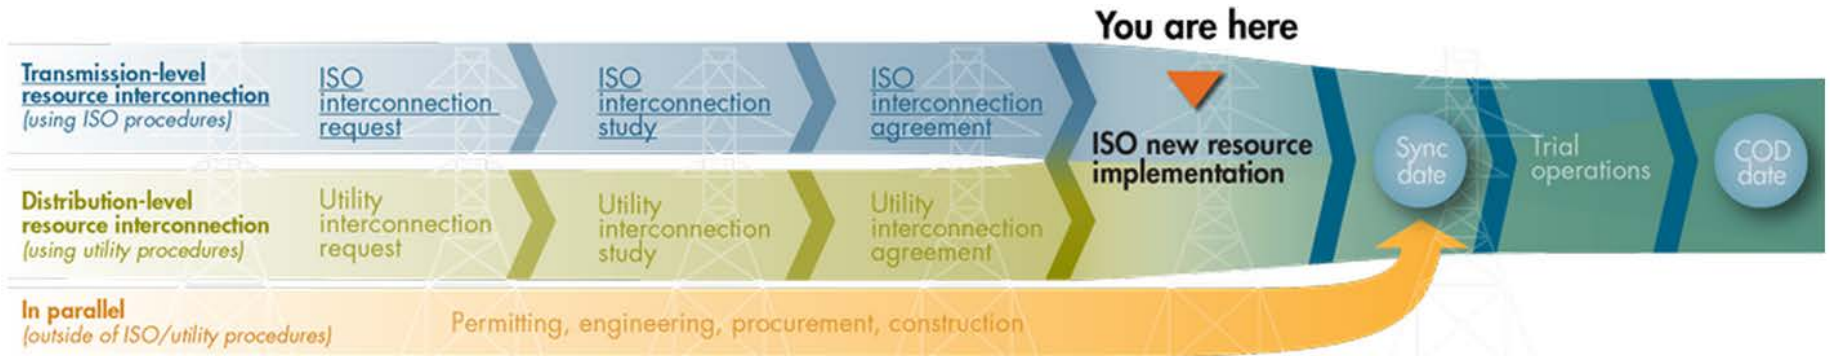 You are here
Transmission-level
resource interconnection
(using ISO procedures)
ISO
interconnection
request
ISO
interconnection
study
ISO
interconnection
agreement
ISO new resource
implementation
Sync
date
Trial
operations
COD
date
Distribution-level
resource interconnection
(using utility procedures)
Utility
interconnection
request
Utility
interconnection
study
Utility
interconnection
agreement
In parallel
(outside of ISO/utility procedures)
Permitting, engineering, procurement, construction